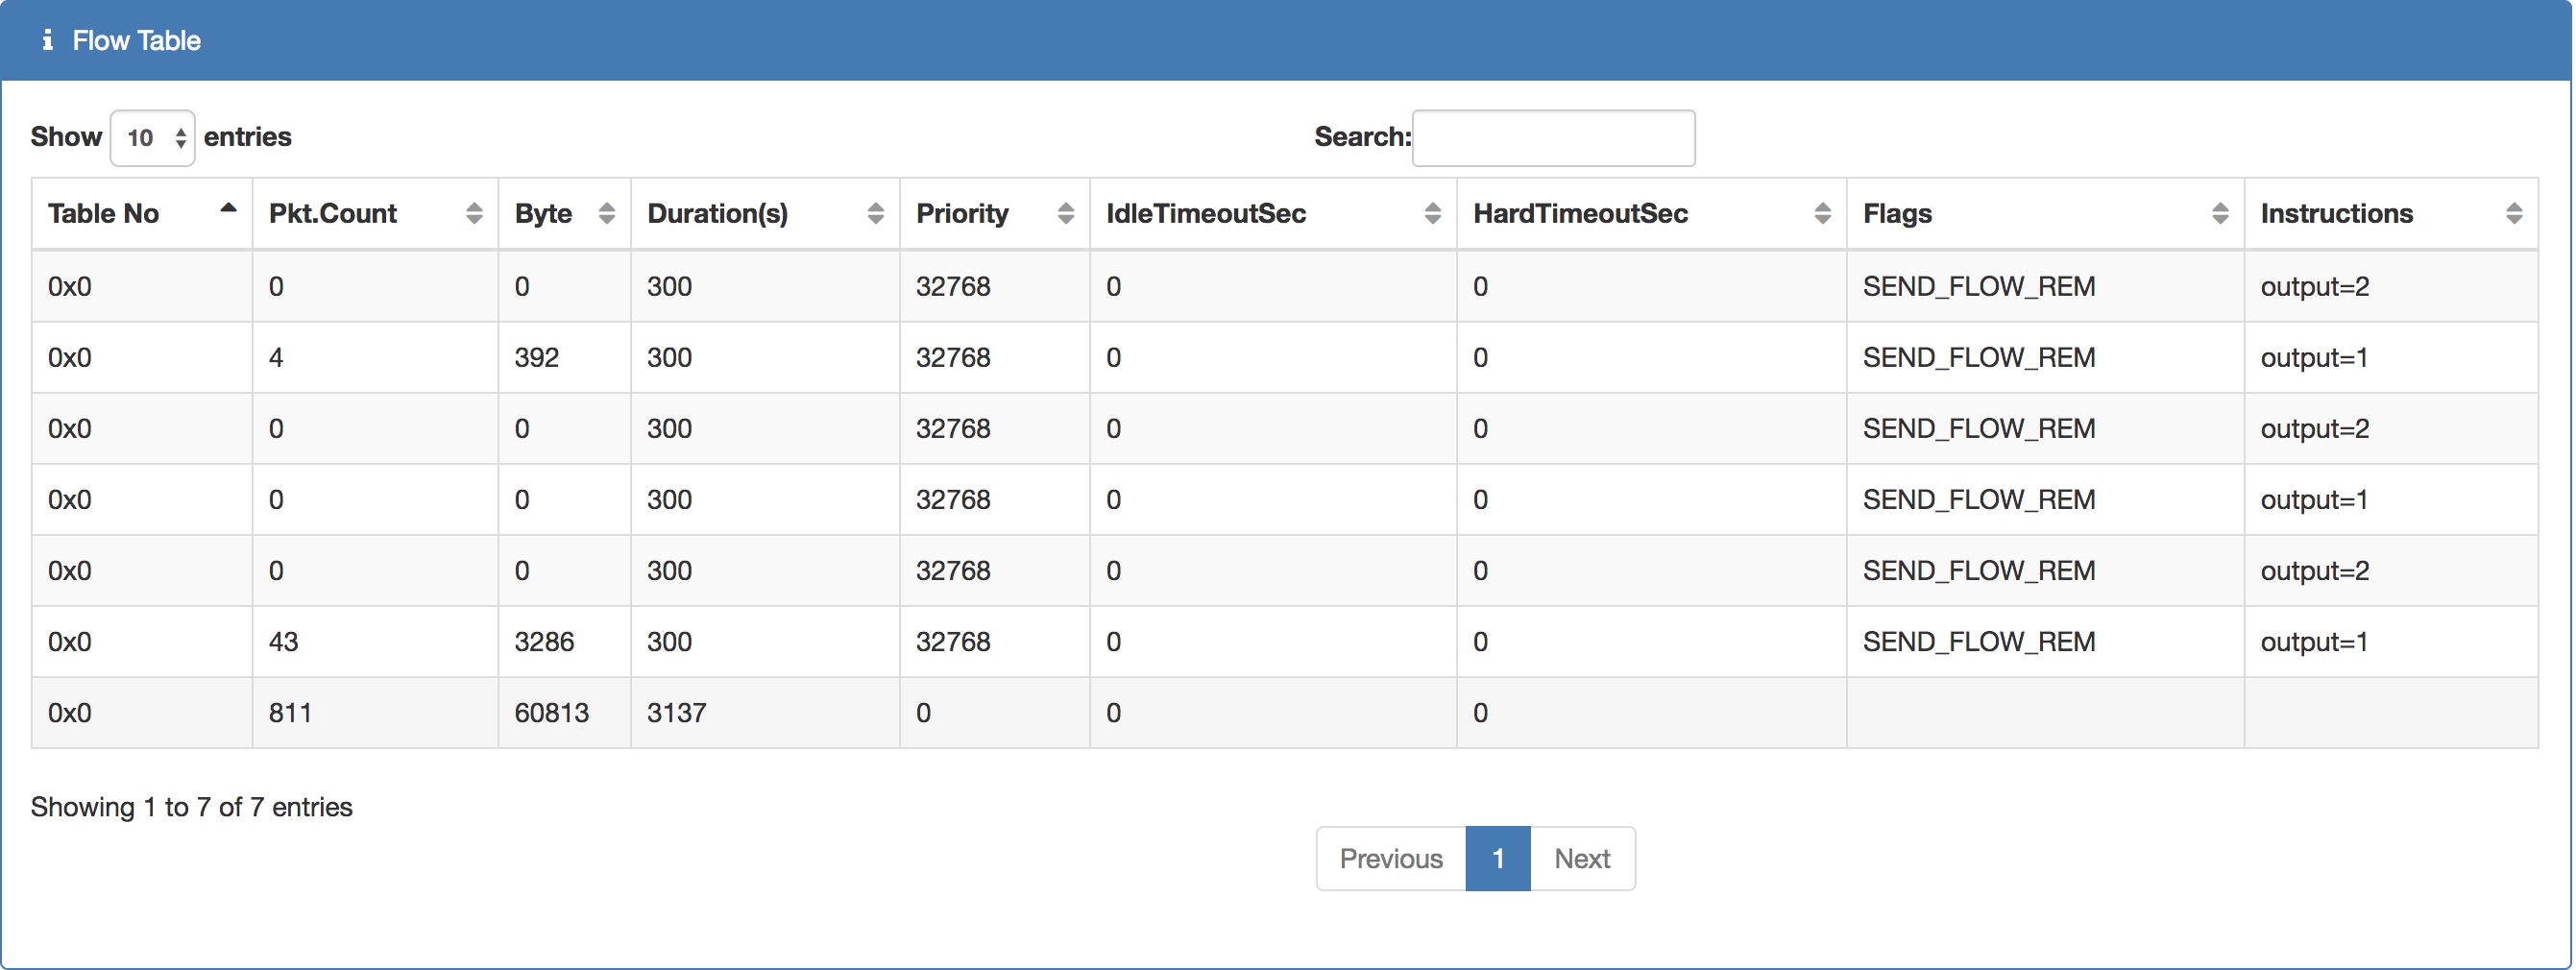 Flow Table
Show 10 entries Search:
Table No Pkt.Count Byte Duration(s) Priority IdleTimeoutSec HardTimeoutSec Flags Instructions
0x0 0 0 300 32768 0 0 SEND_FLOW_REM output=2
0x0 4 392 300 32768 0 0 SEND_FLOW_REM output=1
0x0 0 0 300 32768 0 0 SEND_FLOW_REM output=2
0x0 0 0 300 32768 0 0 SEND_FLOW_REM output=1
0x0 0 0 300 32768 0 0 SEND_FLOW_REM output=2
0x0 43 3286 300 32768 0 0 SEND_FLOW_REM output=1
0x0 811 60813 3137 0 0 0
Showing 1 to 7 of 7 entries
Previous 1 Next